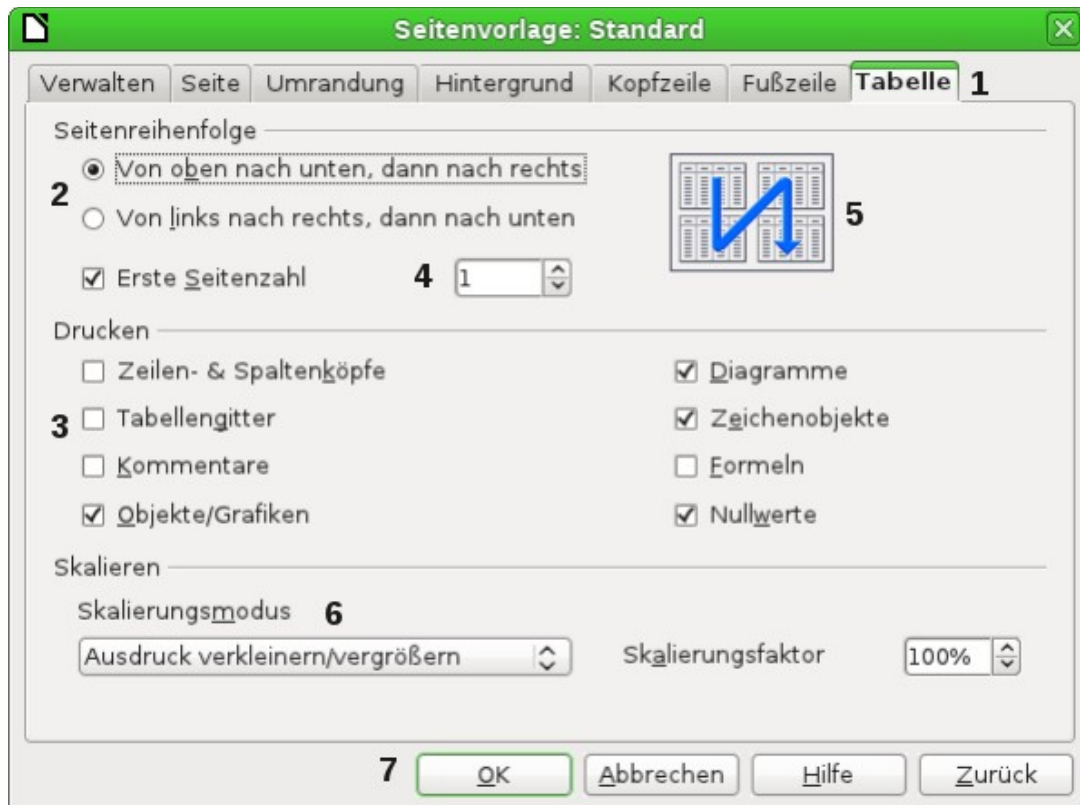 Seitenvorlage: Standard
Verwalten Seite Umrandung Hintergrund Kopfzeile Fußzeile Tabelle 1
Seitenreihenfolge
Von oben nach unten, dann nach rechts
2
5
Von links nach rechts, dann nach unten
Erste Seitenzahl 4 1
Drucken
Zeilen- & Spaltenköpfe Diagramme
3 Tabellengitter Zeichenobjekte
Kommentare Formeln
Objekte/Grafiken Nullwerte
Skalieren
Skalierungsmodus 6
Ausdruck verkleinern/vergrößern Skalierungsfaktor 100%
7 OK Abbrechen Hilfe Zurück